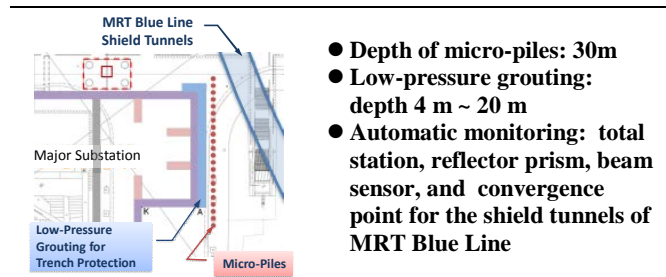 MRT Blue Line
Shield Tunnels
Major Substation
K
A
Low-Pressure
Grouting for
Trench Protection
Micro-Piles
● Depth of micro-piles: 30m
● Low-pressure grouting:
depth 4 m ~ 20 m
● Automatic monitoring: total
station, reflector prism, beam
sensor, and convergence
point for the shield tunnels of
MRT Blue Line